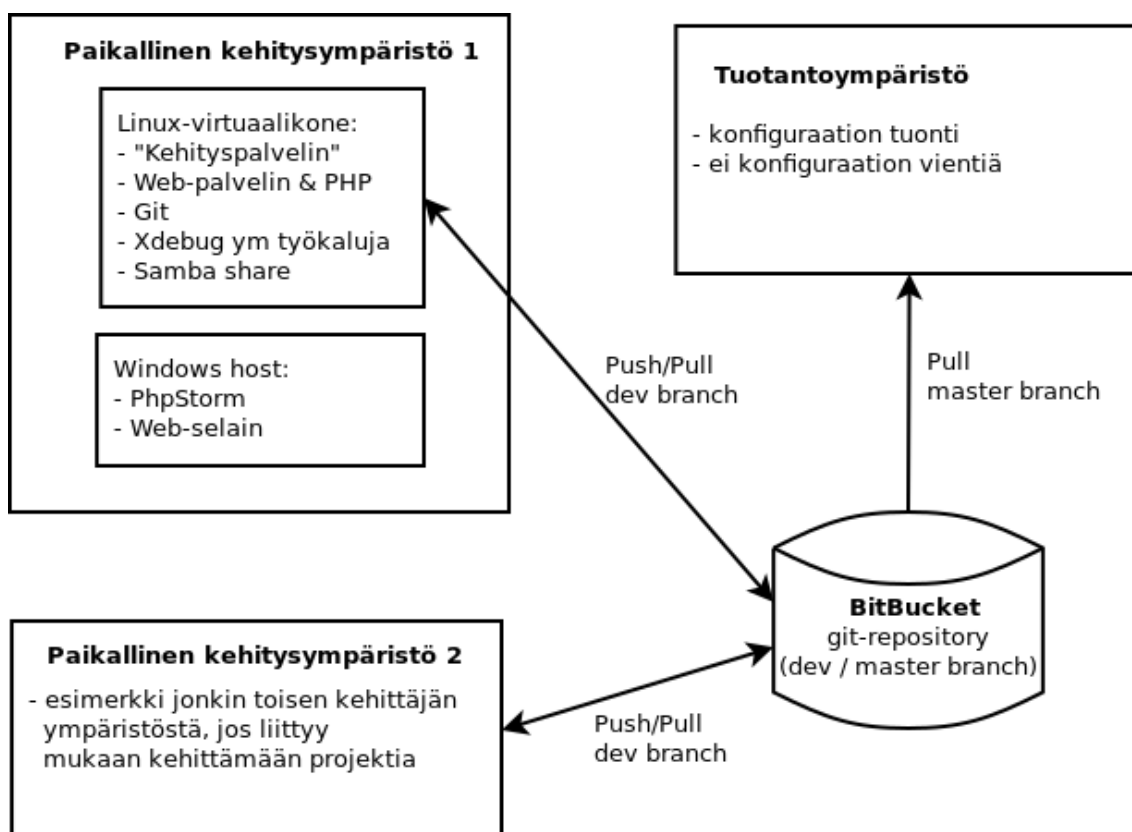 Paikallinen kehitysympäristö 1
Linux-virtuaalikone:
- "Kehityspalvelin"
- Web-palvelin & PHP
- Git
- Xdebug ym työkaluja
- Samba share
Windows host:
- PhpStorm
- Web-selain
Tuotantoympäristö
- konfiguraation tuonti
- ei konfiguraation vientiä
Push/Pull
dev branch
Pull
master branch
BitBucket
git-repository
(dev / master branch)
Paikallinen kehitysympäristö 2
- esimerkki jonkin toisen kehittäjän
ympäristöstä, jos liittyy
mukaan kehittämään projektia
Push/Pull
dev branch